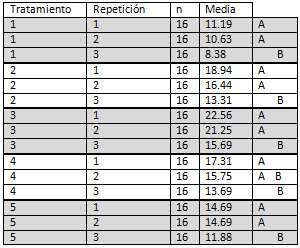 Tratamiento Repetición n Media
1 1 16 11.19 A
1 2 16 10.63 A
1 3 16 8.38 B
2 1 16 18.94 A
2 2 16 16.44 A
2 3 16 13.31 B
3 1 16 22.56 A
3 2 16 21.25 A
3 3 16 15.69 B
4 1 16 17.31 A
4 2 16 15.75 A B
4 3 16 13.69 B
5 1 16 14.69 A
5 2 16 14.69 A
5 3 16 11.88 B